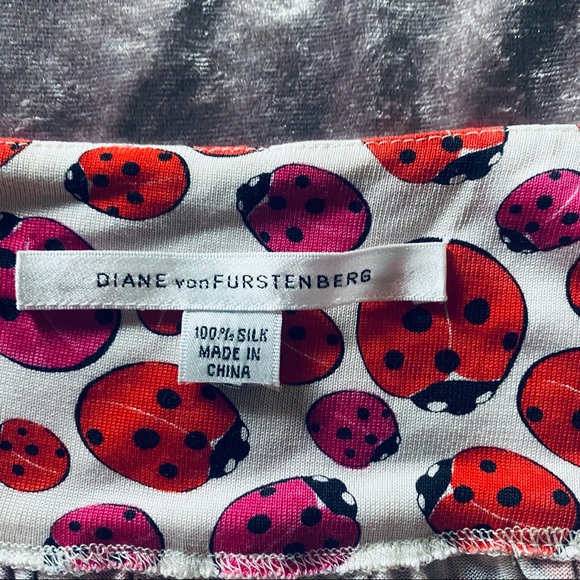 DIANE vonFURSTENBERG
100% SILK
MADE IN
CHINA